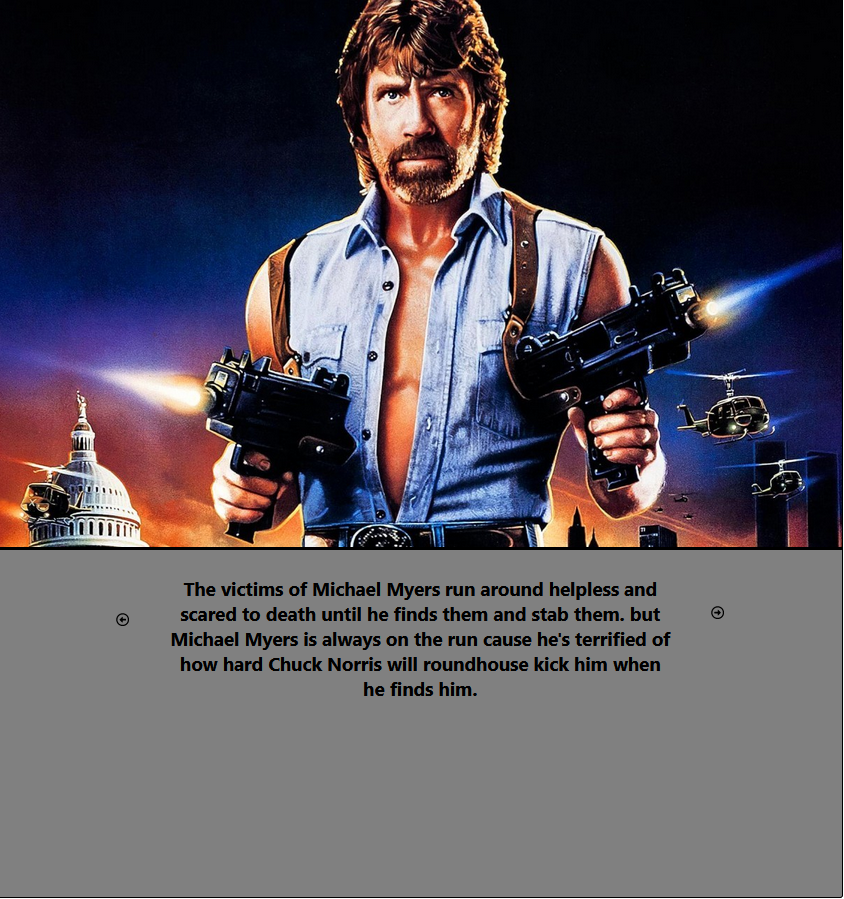 The victims of Michael Myers run around helpless and
scared to death until he finds them and stab them. but
Michael Myers is always on the run cause he's terrified of
how hard Chuck Norris will roundhouse kick him when
he finds him.